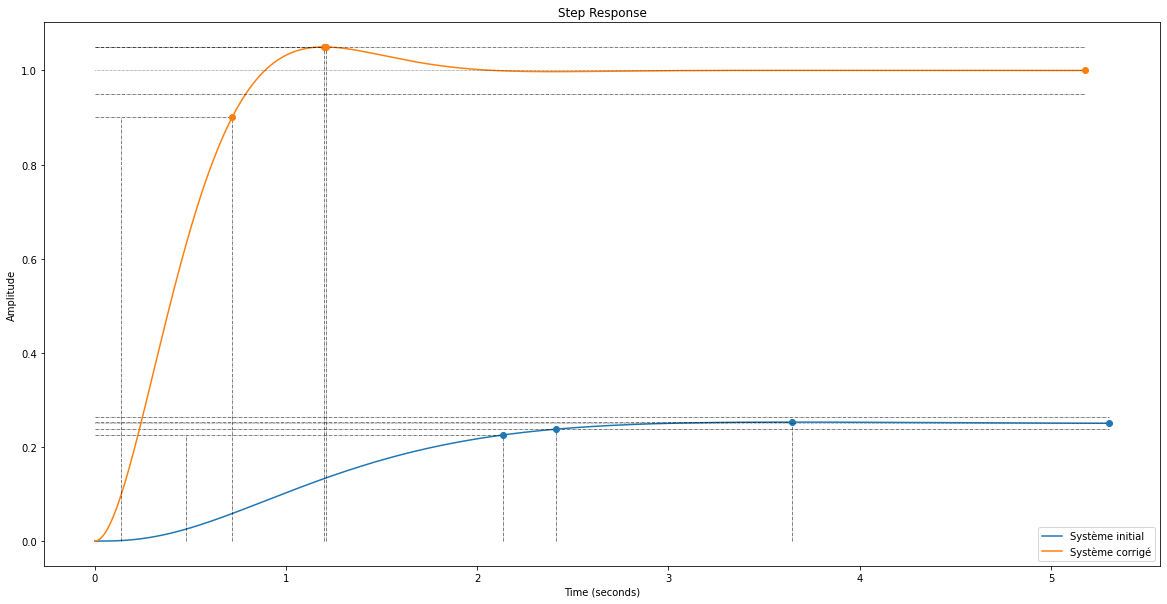 Step Response
Amplitude
1.0
0.8
0.6
0.4
0.2
0.0
0
1
2
3
4
5
Time (seconds)
Système initial
Système corrigé